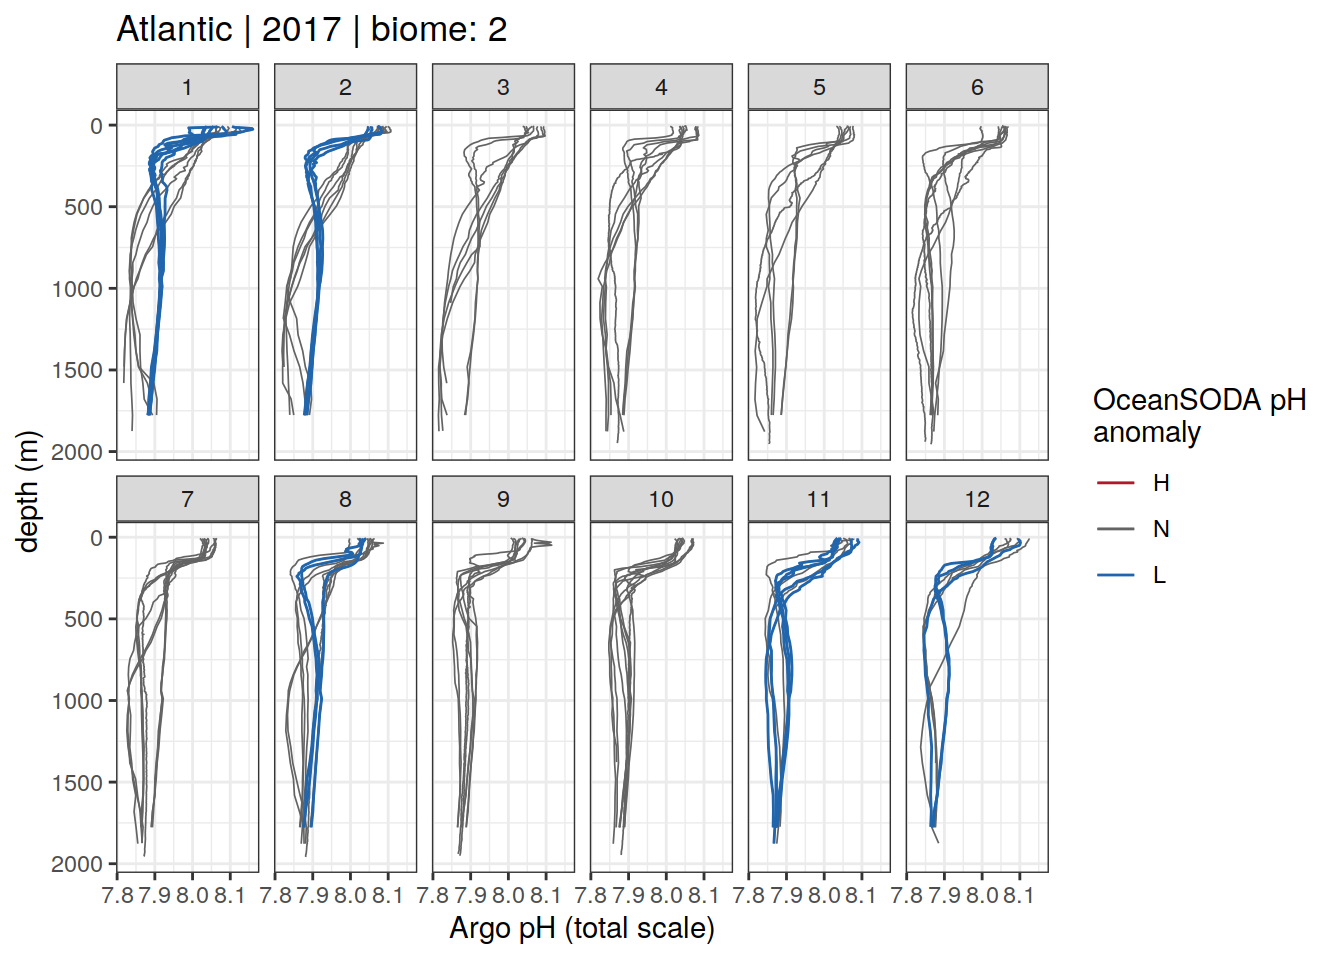 Atlantic | 2017 | biome: 2
1 2 3 4 5 6
0
500
1000
1500
2000
7 8 9 10 11 12
0
500
1000
1500
2000
7.8 7.9 8.0 8.1 7.8 7.9 8.0 8.1 7.8 7.9 8.0 8.1 7.8 7.9 8.0 8.1 7.8 7.9 8.0 8.1 7.8 7.9 8.0 8.1
Argo pH (total scale)
depth (m)
OceanSODA pH
anomaly
H
N
L